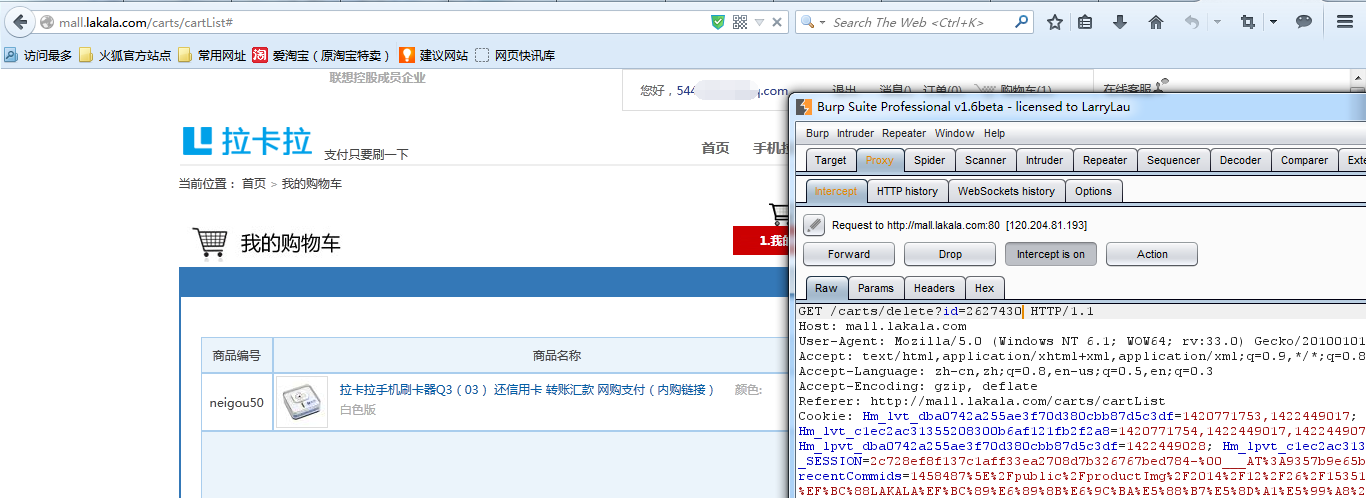 mall.lakala.com/carts/cartList#
Search The Web <Ctrl+K>
访问最多 火狐官方站点 常用网址 爱淘宝（原淘宝特卖） 建议网站 网页快讯库
联想控股成员企业
您好，544 .com 退出 消息() 订单(0) 购物车(1) 在线客服
拉卡拉 支付只要刷一下
首页 手机拉
当前位置： 首页 > 我的购物车
我的购物车
1.我的
商品编号 商品名称
neigou50 拉卡拉手机刷卡器Q3（03） 还信用卡 转账汇款 网购支付（内购链接） 颜色:
白色版
Burp Suite Professional v1.6beta - licensed to LarryLau
Burp Intruder Repeater Window Help
Target Proxy Spider Scanner Intruder Repeater Sequencer Decoder Comparer Exte
Intercept HTTP history WebSockets history Options
Request to http://mall.lakala.com:80 [120.204.81.193]
Forward Drop Intercept is on Action
Raw Params Headers Hex
GET /carts/delete?id=2627430 HTTP/1.1
Host: mall.lakala.com
User-Agent: Mozilla/5.0 (Windows NT 6.1; WOW64; rv:33.0) Gecko/20100101
Accept: text/html,application/xhtml+xml,application/xml;q=0.9,*/*;q=0.8
Accept-Language: zh-cn,zh;q=0.8,en-us;q=0.5,en;q=0.3
Accept-Encoding: gzip, deflate
Referer: http://mall.lakala.com/carts/cartList
Cookie: Hm_lvt_dba0742a255ae3f70d380cbb87d5c3df=1420771753,1422449017;
Hm_lvt_c1ec2ac31355208300b6af121fb2f2a8=1420771754,1422449017,14224490
Hm_lpvt_dba0742a255ae3f70d380cbb87d5c3df=1422449028; Hm_lpvt_c1ec2ac313
_SESSION=2c728ef8f137c1aff33ea2708d7b326767bed784-%00___AT%3A9357b9e65b
recentCommids=1458487%5E%2Fpublic%2FproductImg%2F2014%2F12%2F26%2F15351
%EF%BC%88LAKALA%EF%BC%89%E6%89%8B%E6%9C%BA%E5%88%B7%E5%8D%A1%E5%99%A8%2